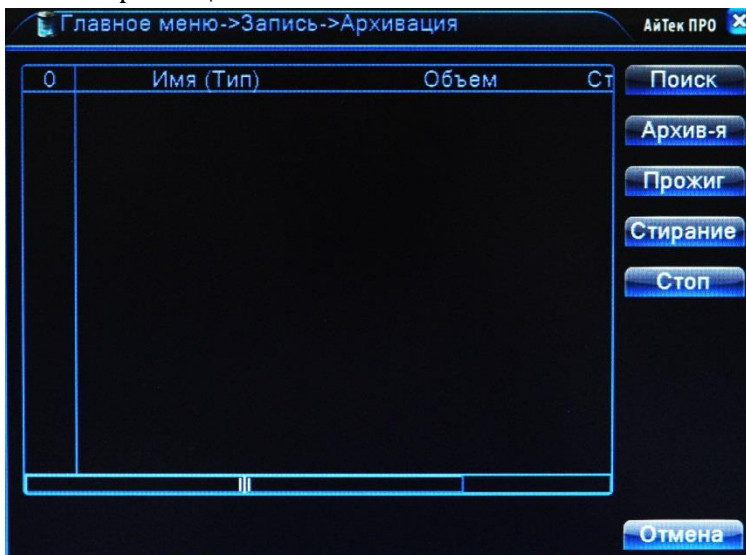 Главное меню->Запись->Архивация
АйТек ПРО
0 Имя (Тип) Объем Ст
Поиск
Архив-я
Прожиг
Стирание
Стоп
Отмена